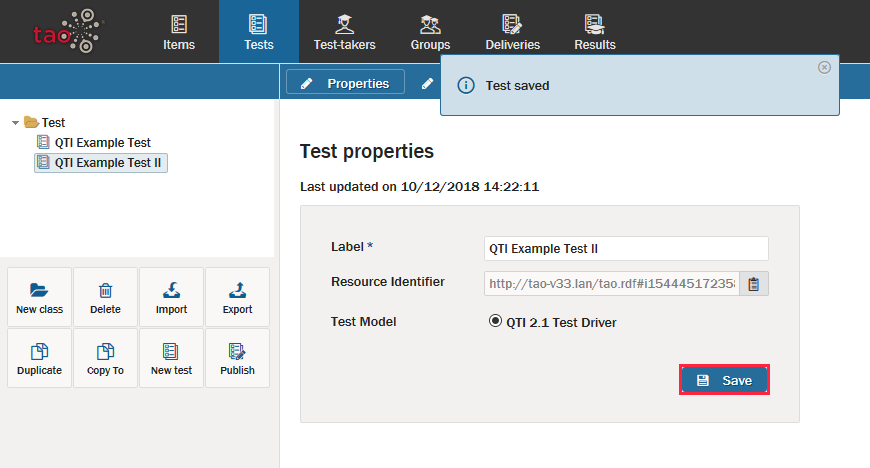 tao
Items
Tests
Test-takers
Groups
Deliveries
Results
Properties
Test saved
Test
QTI Example Test
QTI Example Test II
New class
Delete
Import
Export
Duplicate
Copy To
New test
Publish
Test properties
Last updated on 10/12/2018 14:22:11
Label *
QTI Example Test II
Resource Identifier
http://tao-v33.lan/tao.rdf#i154445172358
Test Model
QTI 2.1 Test Driver
Save